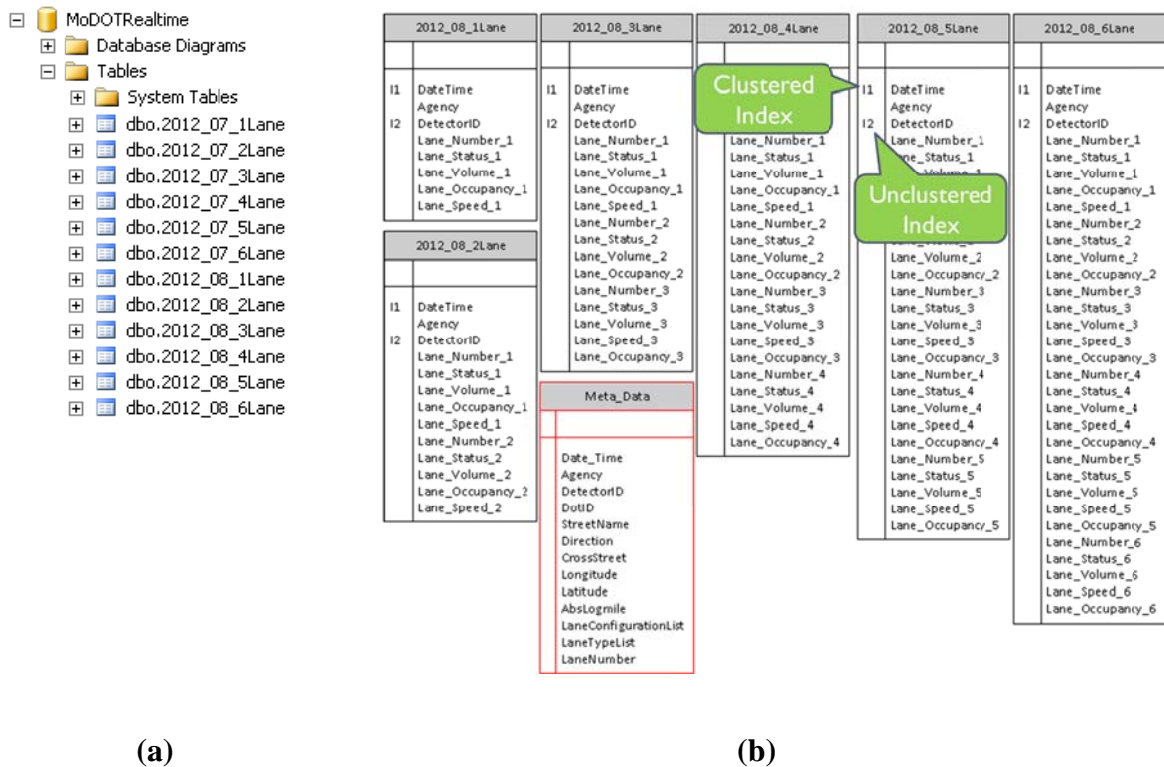 MoDOTRealtime
Database Diagrams
Tables
System Tables
dbo.2012_07_1Lane
dbo.2012_07_2Lane
dbo.2012_07_3Lane
dbo.2012_07_4Lane
dbo.2012_07_5Lane
dbo.2012_07_6Lane
dbo.2012_08_1Lane
dbo.2012_08_2Lane
dbo.2012_08_3Lane
dbo.2012_08_4Lane
dbo.2012_08_5Lane
dbo.2012_08_6Lane
(a)
2012_08_1Lane
I1 DateTime
Agency
I2 DetectorID
Lane_Number_1
Lane_Status_1
Lane_Volume_1
Lane_Occupancy_1
Lane_Speed_1
2012_08_2Lane
I1 DateTime
Agency
I2 DetectorID
Lane_Number_1
Lane_Status_1
Lane_Volume_1
Lane_Occupancy_1
Lane_Speed_1
Lane_Number_2
Lane_Status_2
Lane_Volume_2
Lane_Occupancy_2
Lane_Speed_2
2012_08_3Lane
I1 DateTime
Agency
I2 DetectorID
Lane_Number_1
Lane_Status_1
Lane_Volume_1
Lane_Occupancy_1
Lane_Speed_1
Lane_Number_2
Lane_Status_2
Lane_Volume_2
Lane_Occupancy_2
Lane_Number_3
Lane_Status_3
Lane_Volume_3
Lane_Speed_3
Lane_Occupancy_3
Meta_Data
Date_Time
Agency
DetectorID
DotID
StreetName
Direction
CrossStreet
Longitude
Latitude
AbsLogmile
LaneConfigurationList
LaneTypeList
LaneNumber
2012_08_4Lane
Clustered
Index
Lane_Number_1
Lane_Status_1
Lane_Volume_1
Lane_Occupancy_1
Lane_Speed_1
Lane_Number_2
Lane_Status_2
Lane_Volume_2
Lane_Occupancy_2
Lane_Number_3
Lane_Status_3
Lane_Volume_3
Lane_Speed_3
Lane_Occupancy_3
Lane_Number_4
Lane_Status_4
Lane_Volume_4
Lane_Speed_4
Lane_Occupancy_4
2012_08_5Lane
I1 DateTime
Agency
I2 DetectorID
Lane_Number_1
Lane_Status_1
Unclustered
Index
Lane_Volume_2
Lane_Occupancy_2
Lane_Number_3
Lane_Status_3
Lane_Volume_3
Lane_Speed_3
Lane_Occupancy_3
Lane_Number_4
Lane_Status_4
Lane_Volume_4
Lane_Speed_4
Lane_Occupancy_4
Lane_Number_5
Lane_Status_5
Lane_Volume_5
Lane_Speed_5
Lane_Occupancy_5
2012_08_6Lane
I1 DateTime
Agency
I2 DetectorID
Lane_Number_1
Lane_Status_1
Lane_Volume_1
Lane_Occupancy_1
Lane_Speed_1
Lane_Number_2
Lane_Status_2
Lane_Volume_2
Lane_Occupancy_2
Lane_Number_3
Lane_Status_3
Lane_Volume_3
Lane_Speed_3
Lane_Occupancy_3
Lane_Number_4
Lane_Status_4
Lane_Volume_4
Lane_Speed_4
Lane_Occupancy_4
Lane_Number_5
Lane_Status_5
Lane_Volume_5
Lane_Speed_5
Lane_Occupancy_5
Lane_Number_6
Lane_Status_6
Lane_Volume_6
Lane_Speed_6
Lane_Occupancy_6
(b)